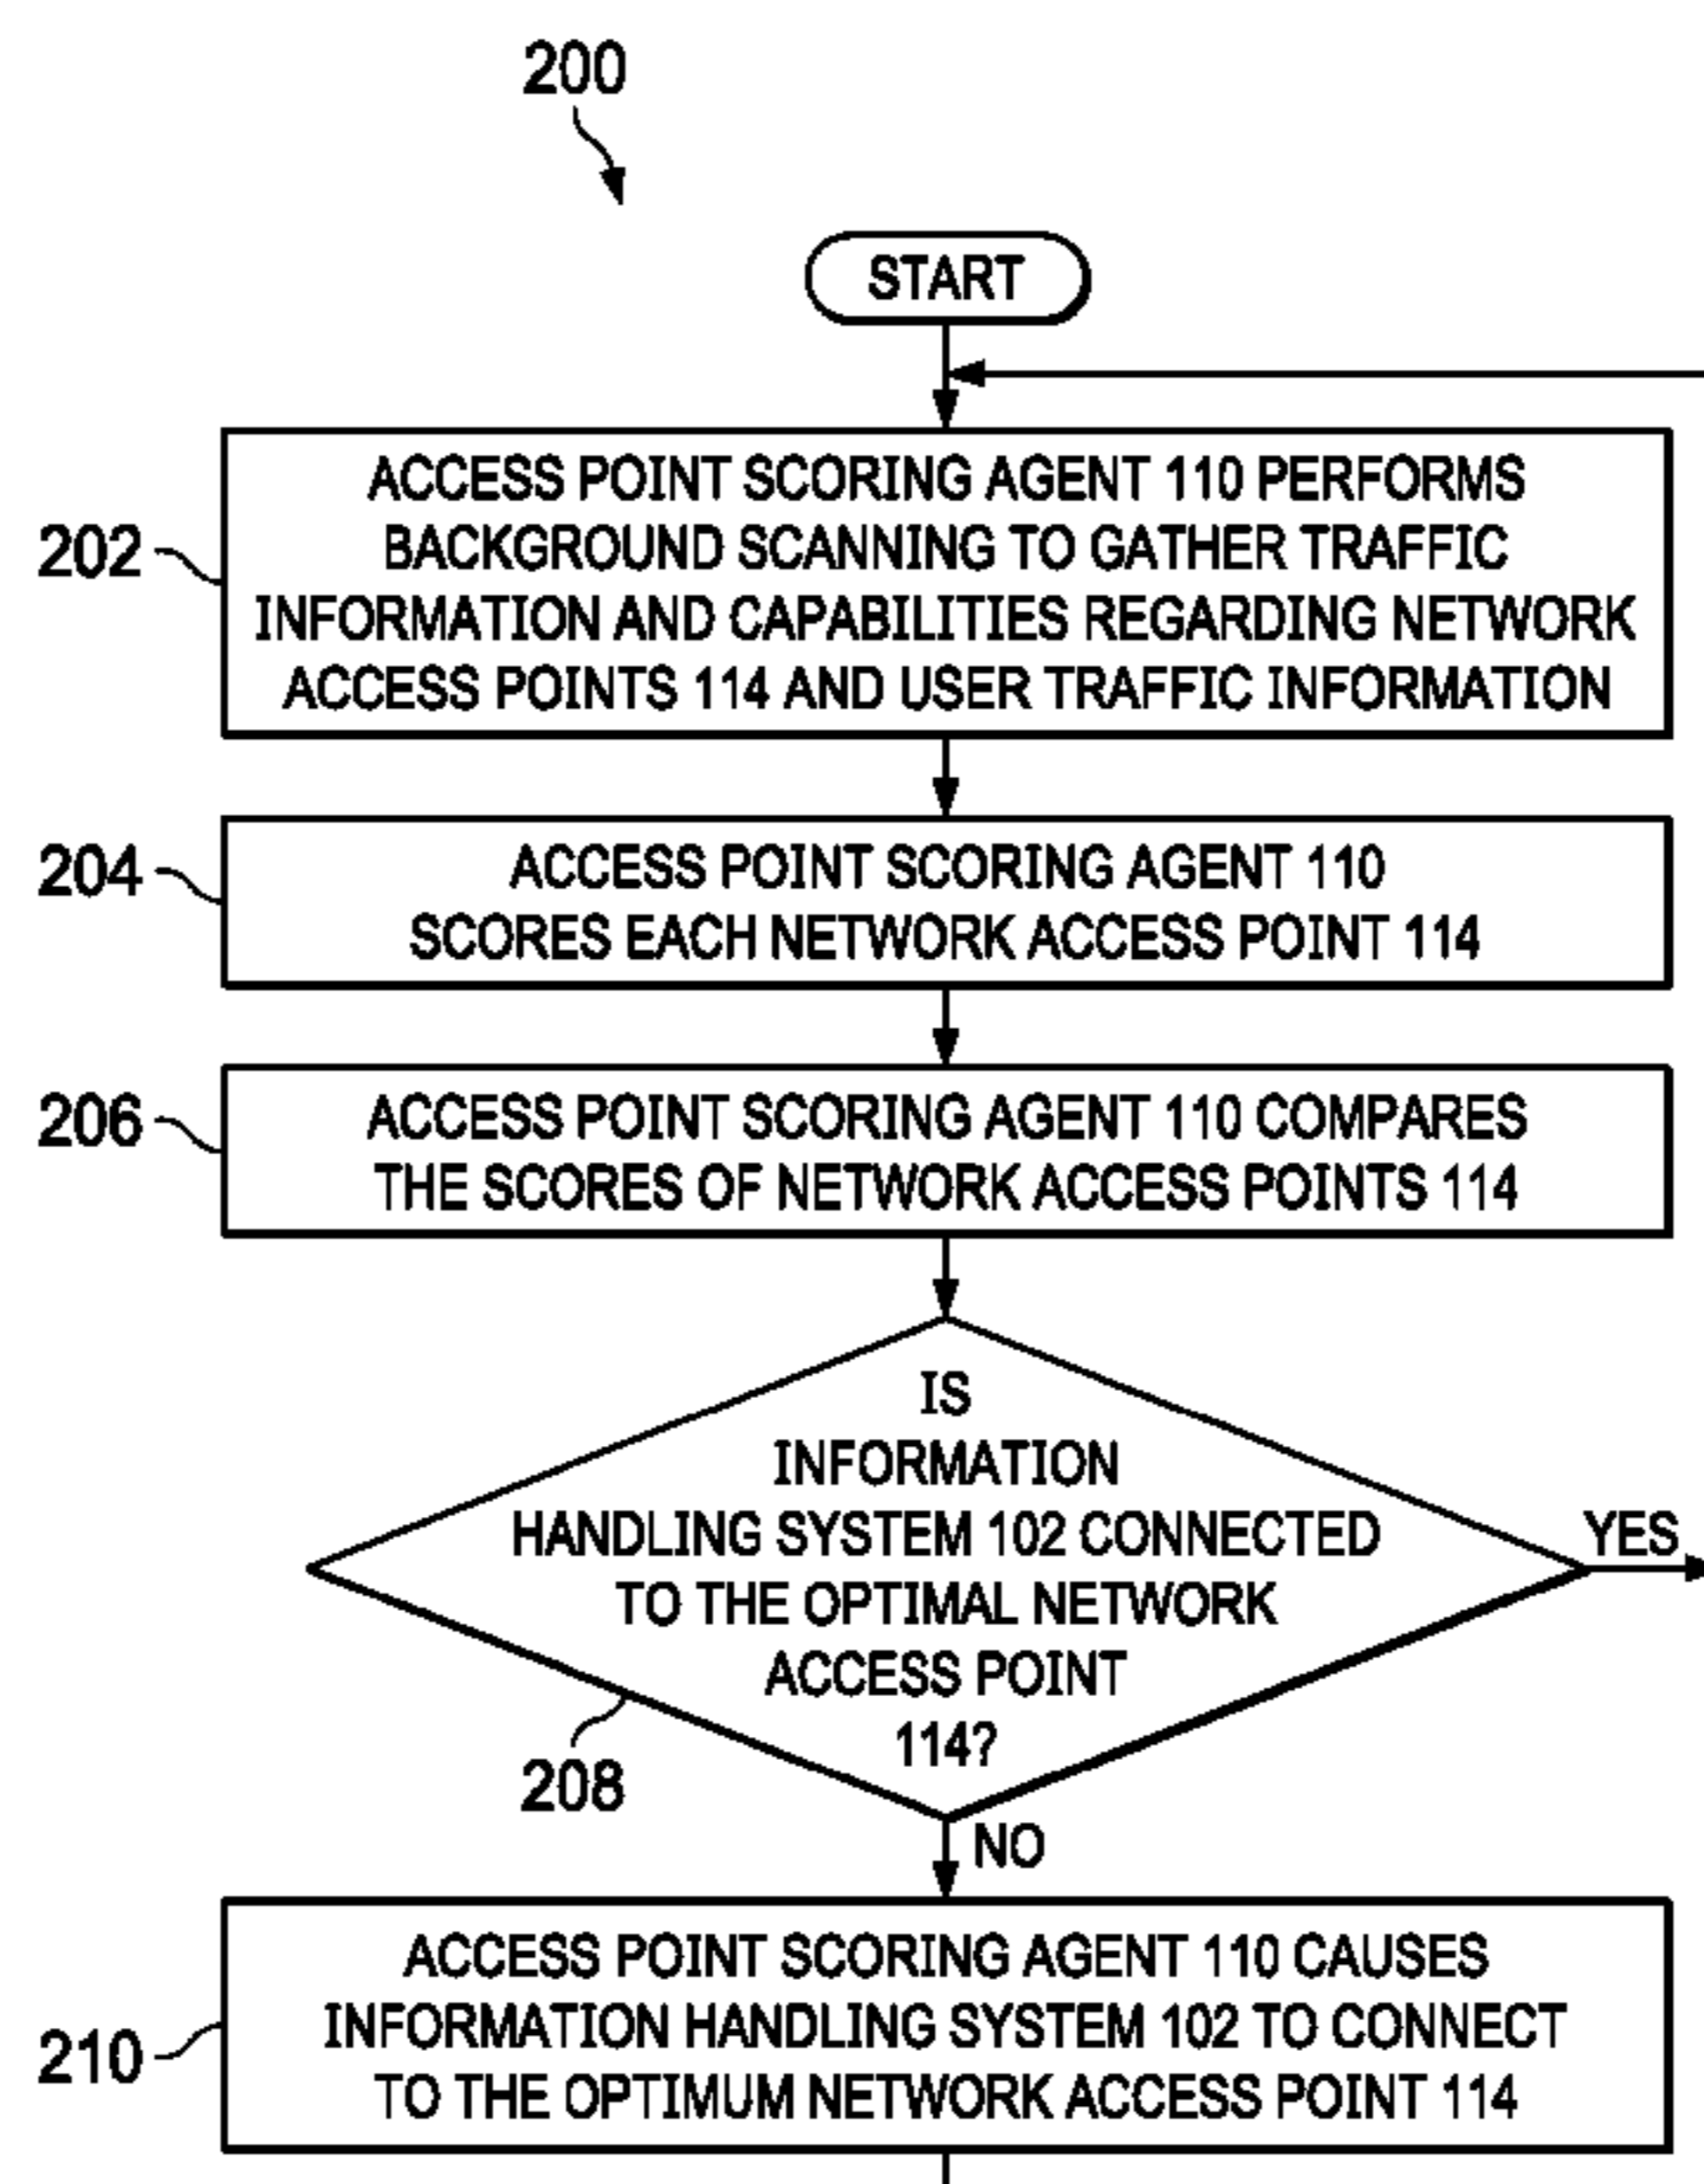 200
START
202
ACCESS POINT SCORING AGENT 110 PERFORMS
BACKGROUND SCANNING TO GATHER TRAFFIC
INFORMATION AND CAPABILITIES REGARDING NETWORK
ACCESS POINTS 114 AND USER TRAFFIC INFORMATION
204
ACCESS POINT SCORING AGENT 110
SCORES EACH NETWORK ACCESS POINT 114
206
ACCESS POINT SCORING AGENT 110 COMPARES
THE SCORES OF NETWORK ACCESS POINTS 114
IS
INFORMATION
HANDLING SYSTEM 102 CONNECTED
TO THE OPTIMAL NETWORK
ACCESS POINT
114?
YES
208
NO
210
ACCESS POINT SCORING AGENT 110 CAUSES
INFORMATION HANDLING SYSTEM 102 TO CONNECT
TO THE OPTIMUM NETWORK ACCESS POINT 114